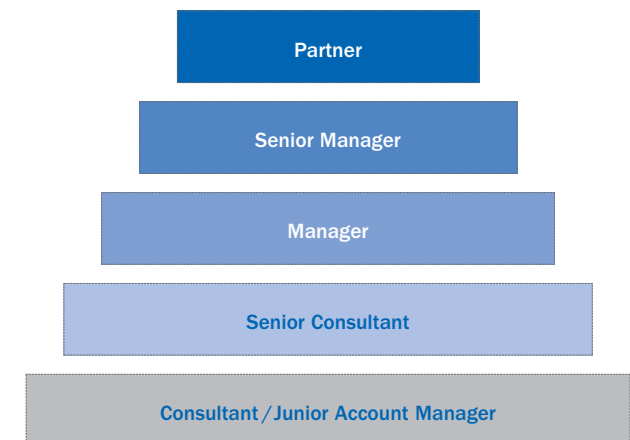 Partner
Senior Manager
Manager
Senior Consultant
Consultant / Junior Account Manager